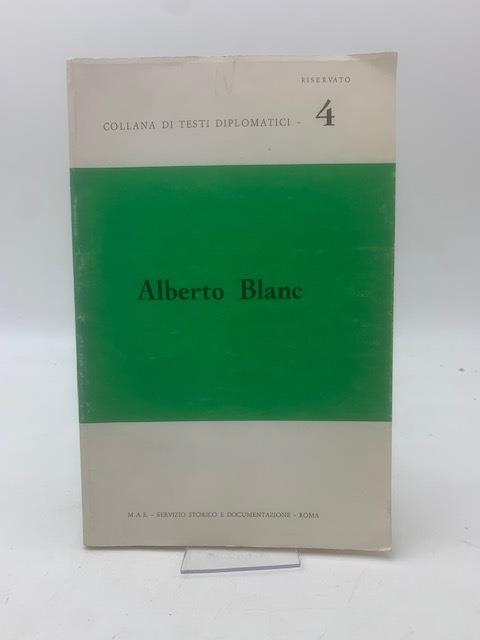 RISERVATO
COLLANA DI TESTI DIPLOMATICI - 4
Alberto Blanc
M.A.E. - SERVIZIO STORICO E DOCUMENTAZIONE - ROMA